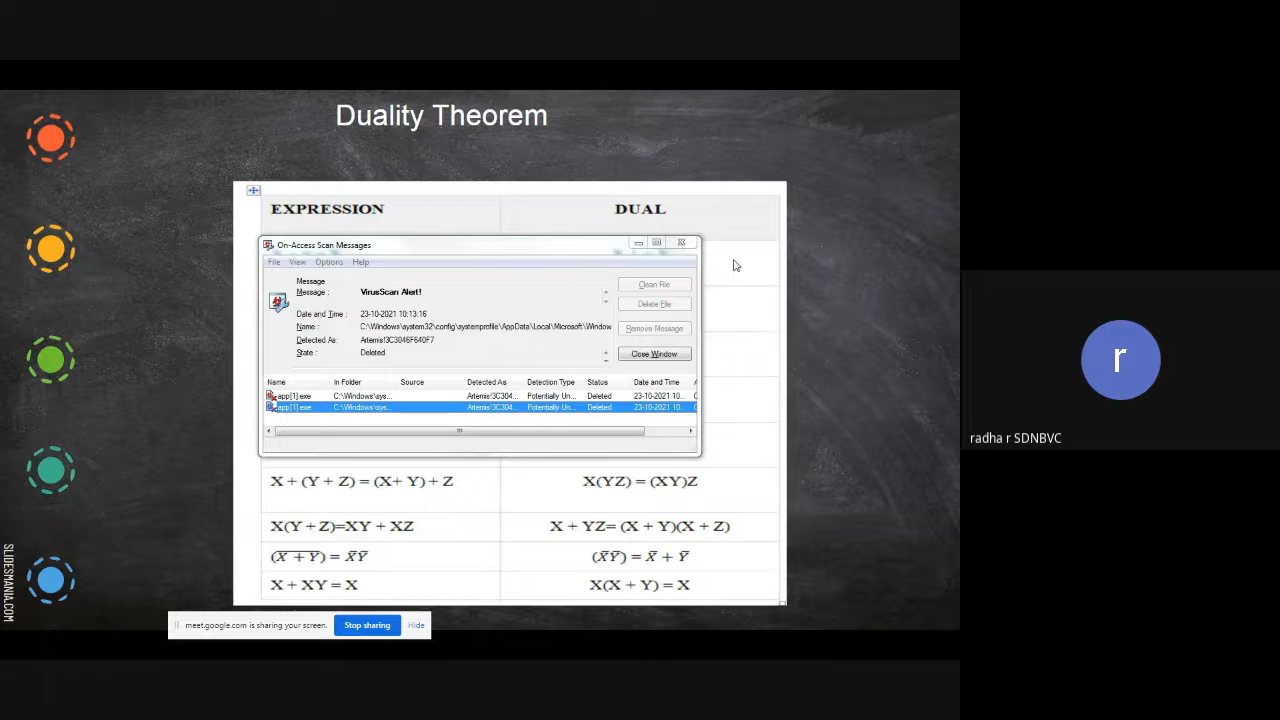 Duality Theorem
EXPRESSION DUAL
On-Access Scan Messages
File View Options Help
Message
Message : VirusScan Alert!
Date and Time : 23-10-2021 10:13:16
Name : C:\Windows\system32\config\systemprofile\AppData\Local\Microsoft\Window
Detected As: Artemis!3C3046F640F7
State : Deleted
Clean File
Delete File
Remove Message
Close Window
Name In Folder Source Detected As Detection Type Status Date and Time
app[1].exe C:\Windows\sys... Artemis!3C304... Potentially Un... Deleted 23-10-2021 10...
app[1].exe C:\Windows\sys... Artemis!3C304... Potentially Un... Deleted 23-10-2021 10...
X + (Y + Z) = (X+ Y) + Z X(YZ) = (XY)Z
X(Y + Z)=XY + XZ X + YZ= (X + Y)(X + Z)
(X̅ ̅+̅ ̅Y̅) = X̅Y̅ (X̅Y̅) = X̅ + Y̅
X + XY = X X(X + Y) = X
meet.google.com is sharing your screen. Stop sharing Hide
SLIDESMANIA.COM
r
radha r SDNBVC